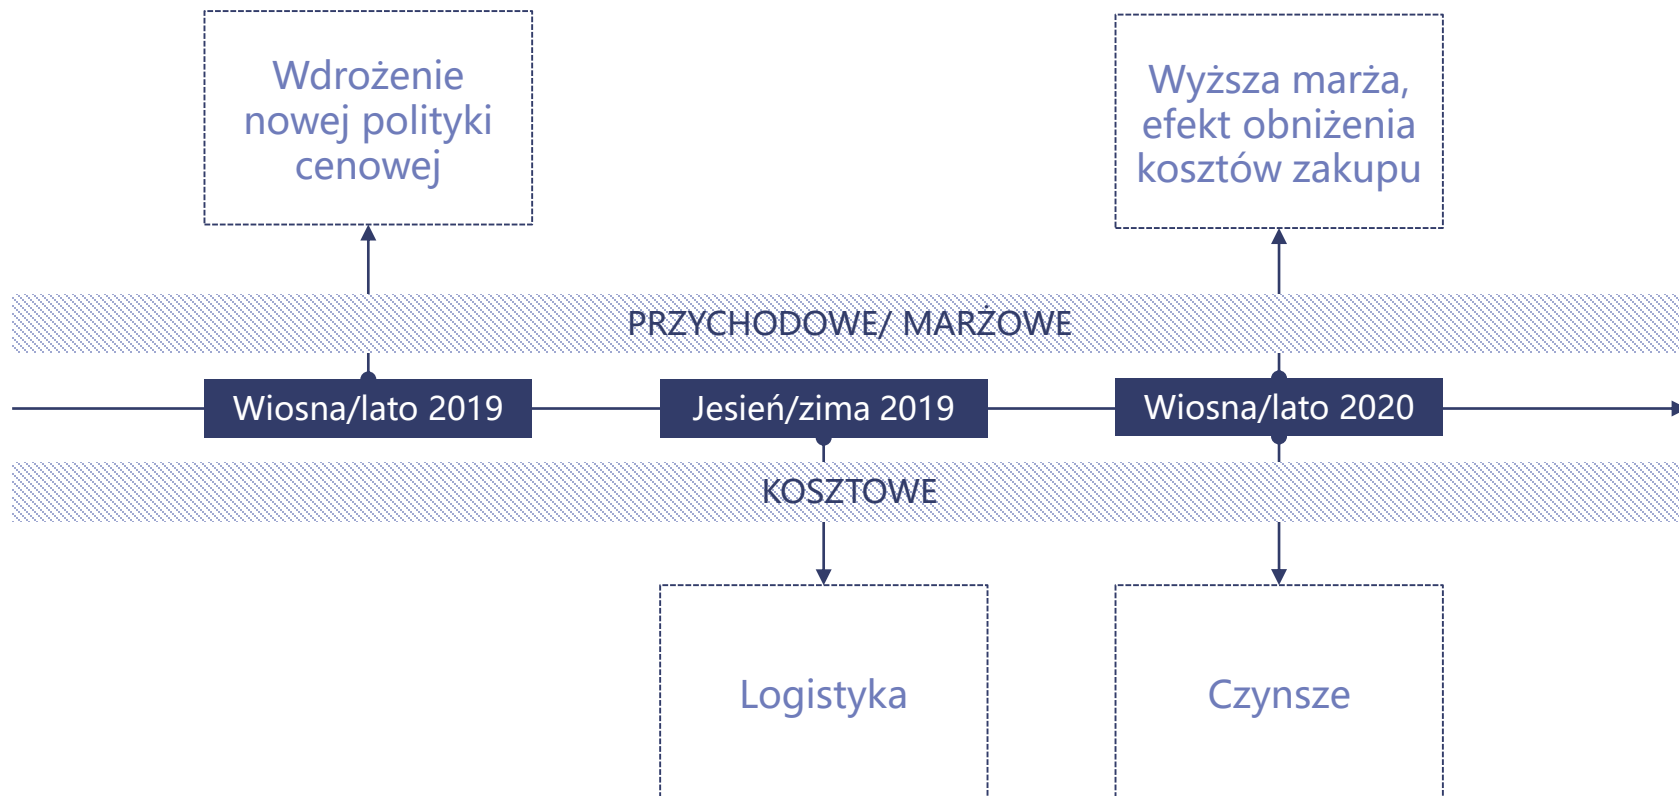 Wdrożenie
nowej polityki
cenowej
Wyższa marża,
efekt obniżenia
kosztów zakupu
PRZYCHODOWE/ MARŻOWE
Wiosna/lato 2019
Jesień/zima 2019
Wiosna/lato 2020
KOSZTOWE
Logistyka
Czynsze